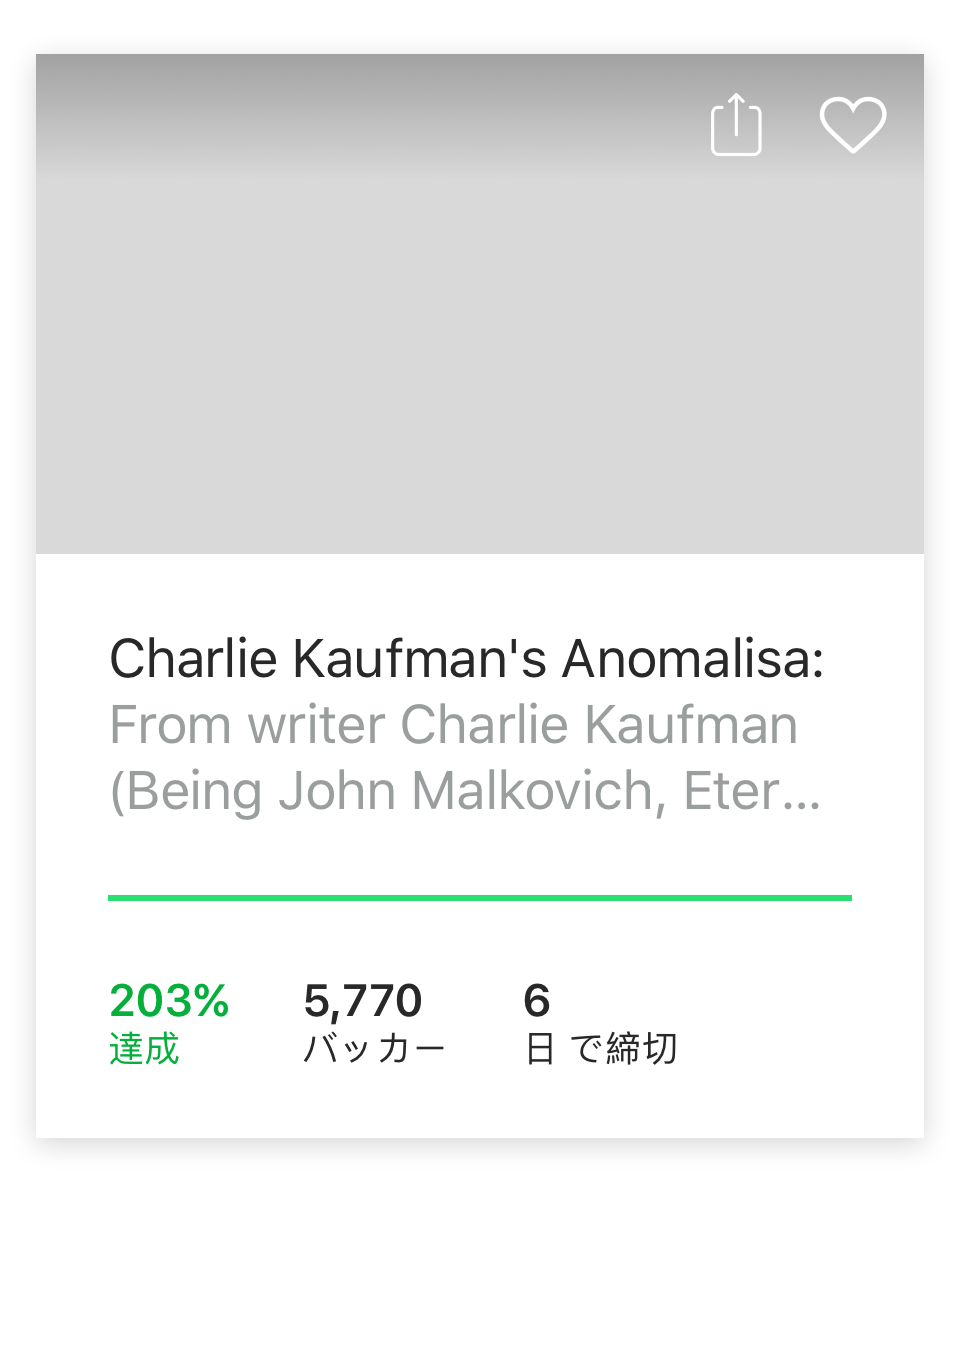 Charlie Kaufman's Anomalisa:
From writer Charlie Kaufman
(Being John Malkovich, Eter...
203%
達成
5,770
バッカー
6
日 で締切